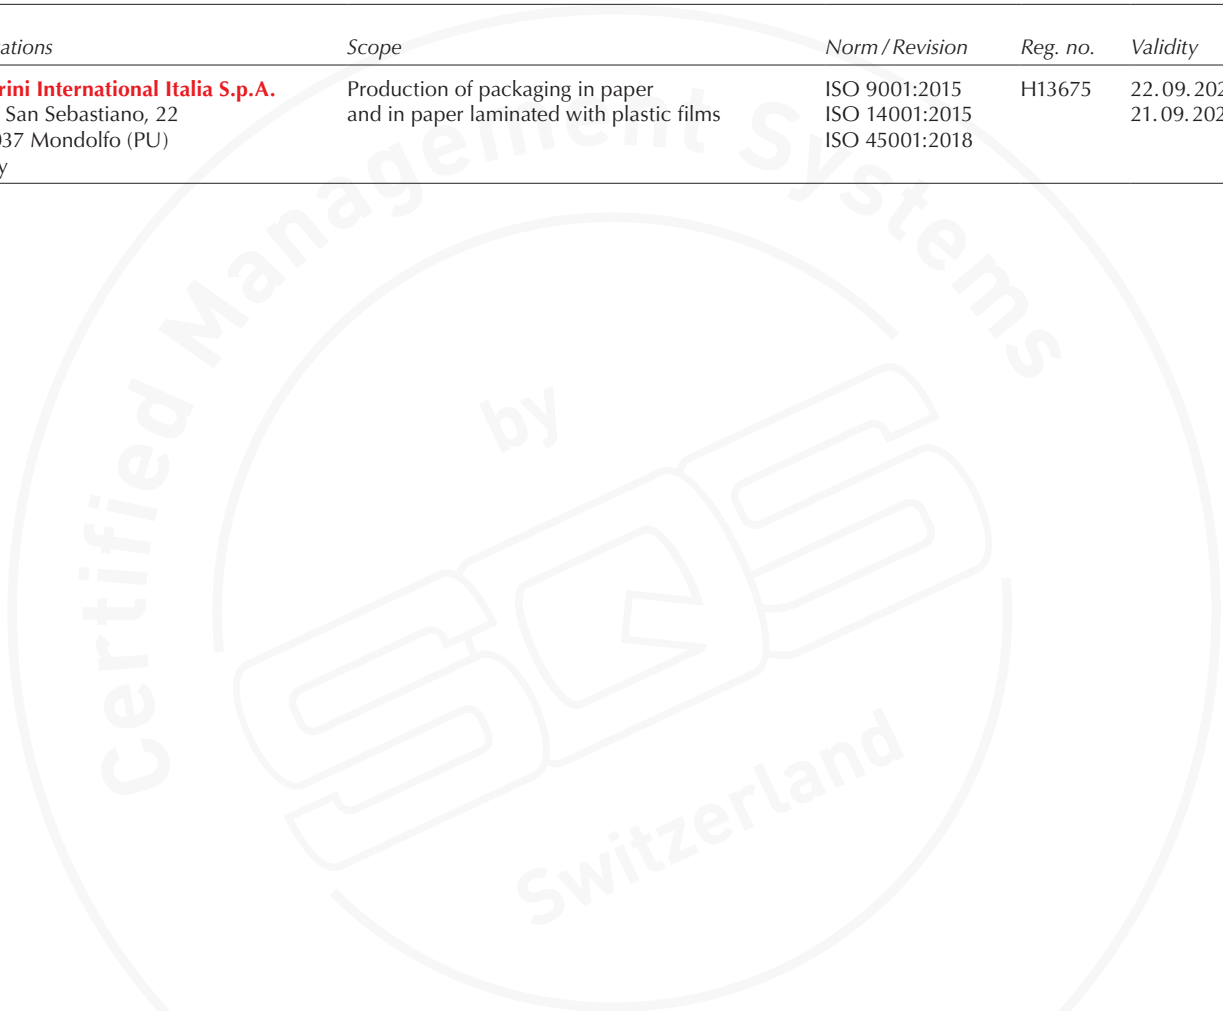 ations Scope Norm / Revision Reg. no. Validity
rini International Italia S.p.A. Production of packaging in paper ISO 9001:2015 H13675 22.09.202
San Sebastiano, 22 and in paper laminated with plastic films ISO 14001:2015 21.09.202
037 Mondolfo (PU) ISO 45001:2018
y
Certified Management Systems
by
SQS
Switzerland